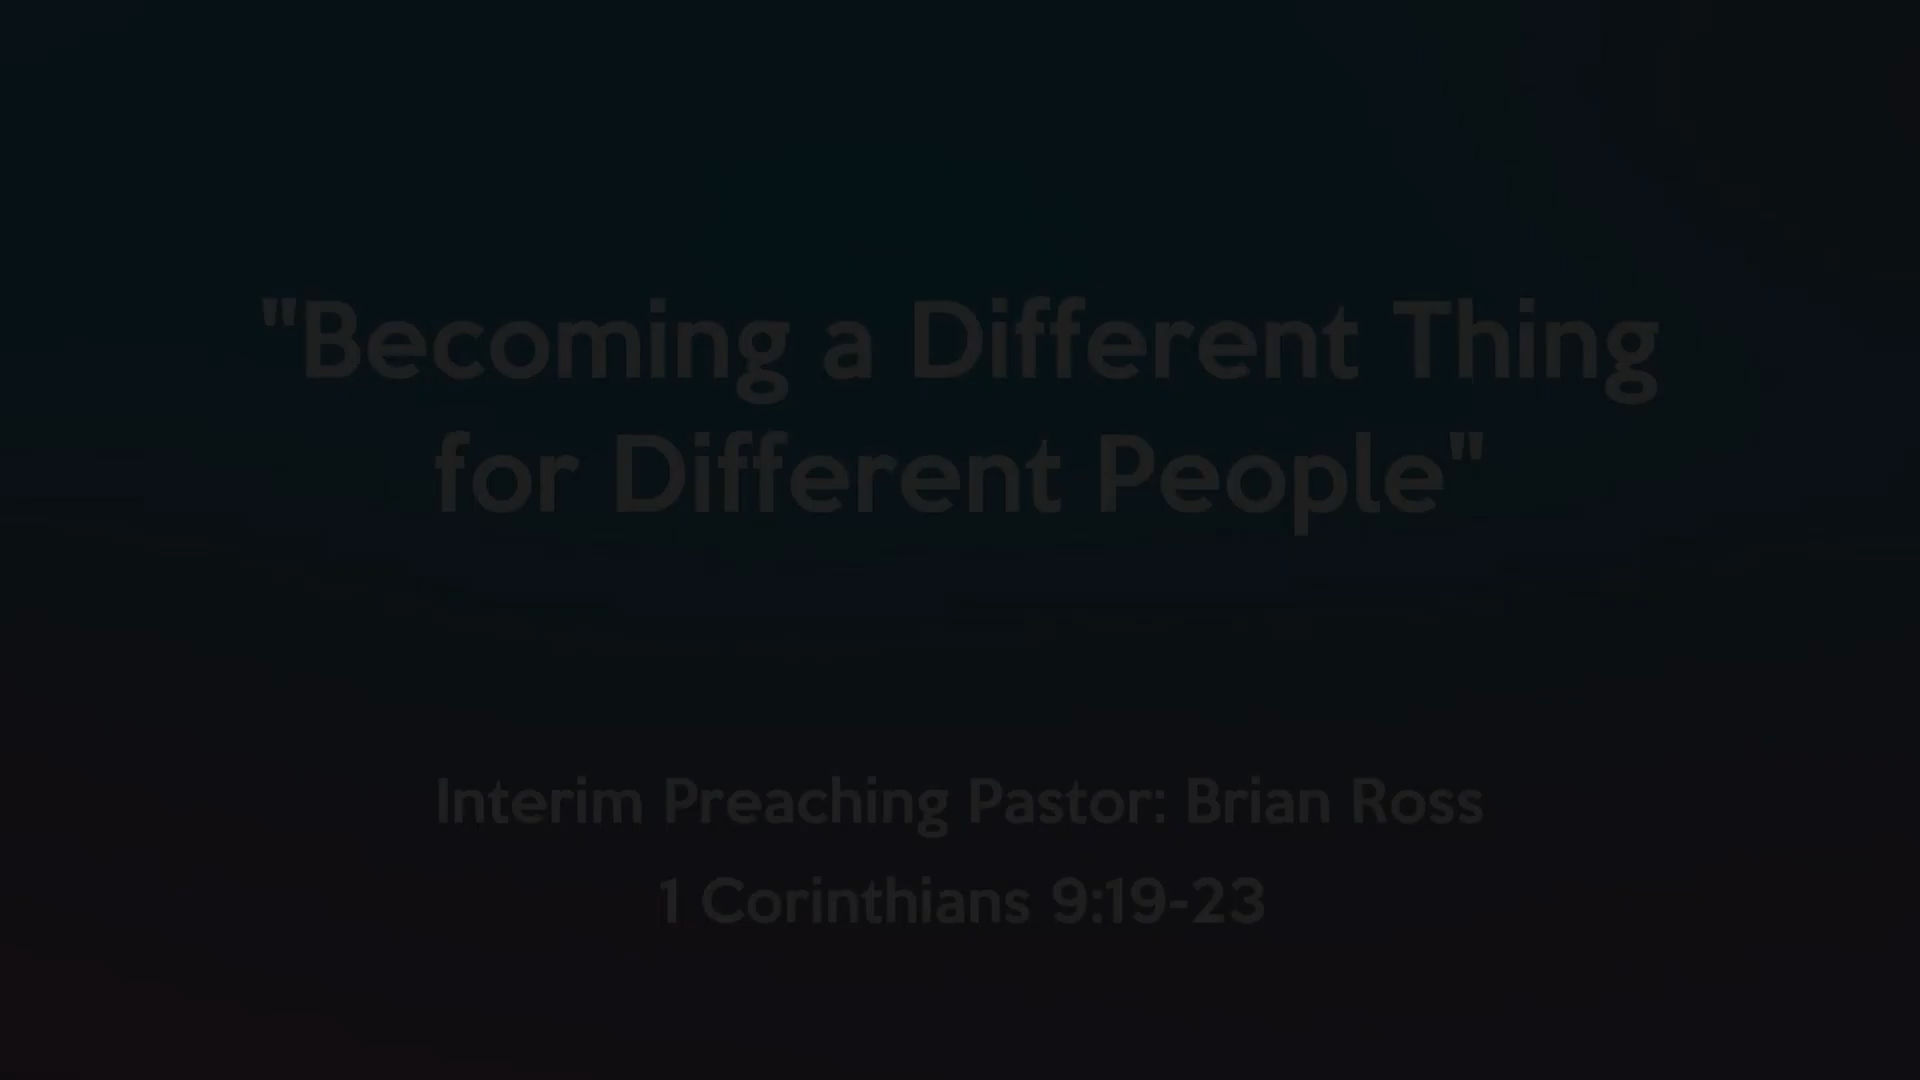 "Becoming a Different Thing
for Different People"
Interim Preaching Pastor: Brian Ross
1 Corinthians 9:19-23